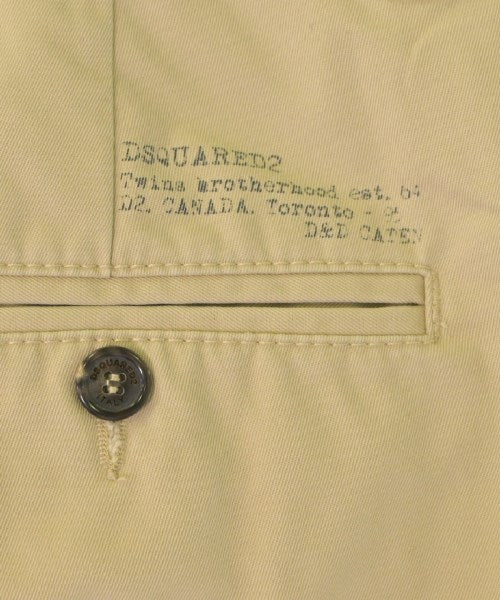 DSQUARED2
Twins brotherhood est. 64
D2. CANADA. Toronto -
D&D CATEN
DSQUARED2
ITALY